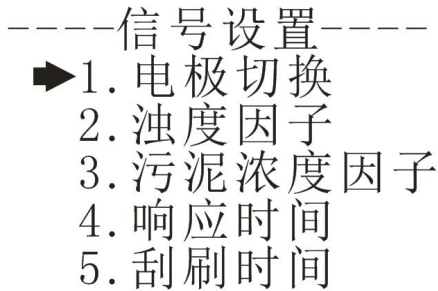 ----信号设置----
➡1.电极切换
2.浊度因子
3.污泥浓度因子
4.响应时间
5.刮刷时间